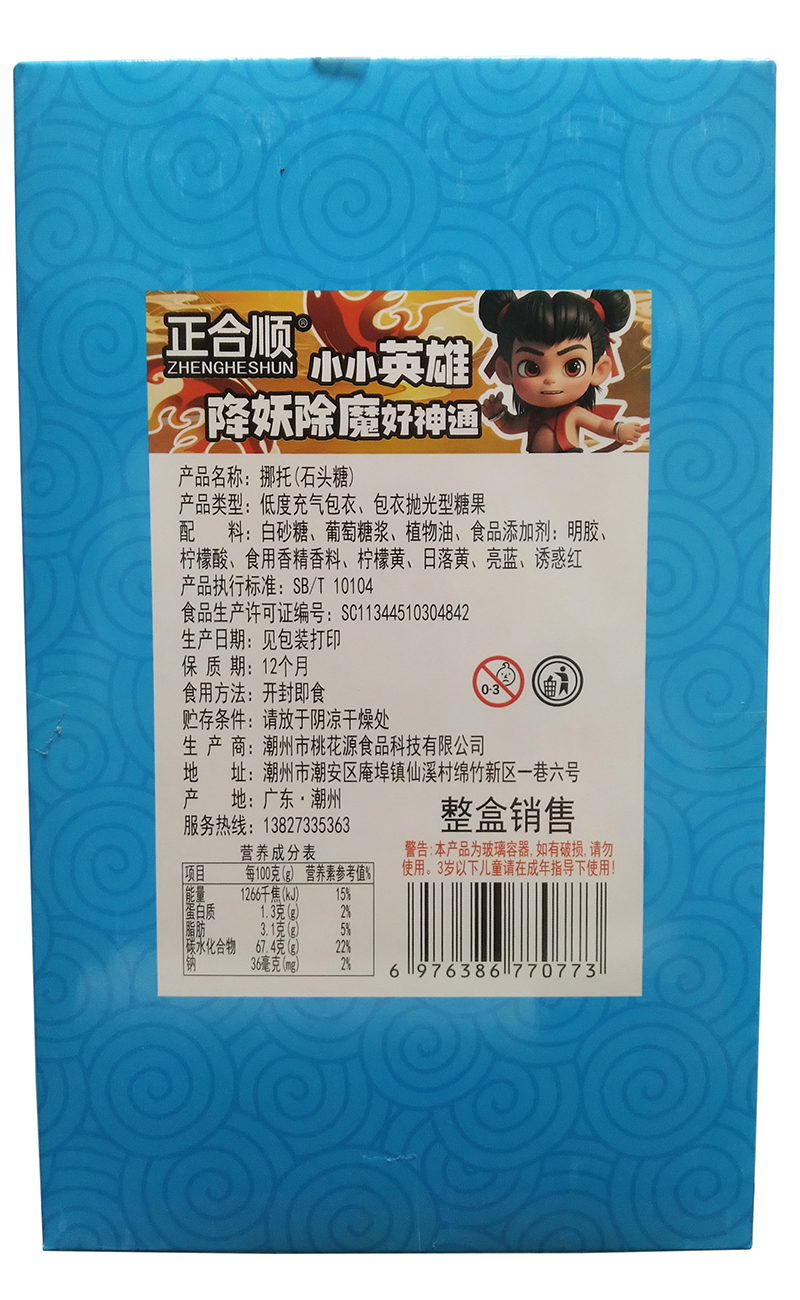 正合顺®
ZHENGHESHUN
小小英雄
降妖除魔好神通
产品名称：挪托(石头糖)
产品类型：低度充气包衣、包衣抛光型糖果
配 料：白砂糖、葡萄糖浆、植物油、食品添加剂：明胶、
柠檬酸、食用香精香料、柠檬黄、日落黄、亮蓝、诱惑红
产品执行标准：SB/T 10104
食品生产许可证编号：SC11344510304842
生产日期：见包装打印
保 质 期：12个月
0-3
食用方法：开封即食
贮存条件：请放于阴凉干燥处
生 产 商：潮州市桃花源食品科技有限公司
地 址：潮州市潮安区庵埠镇仙溪村绵竹新区一巷六号
产 地：广东·潮州
服务热线：13827335363
整盒销售
警告:本产品为玻璃容器,如有破损,请勿
使用。3岁以下儿童请在成年指导下使用!
营养成分表
项目 每100克(g) 营养素参考值%
能量 1266千焦(kJ) 15%
蛋白质 1.3克(g) 2%
脂肪 3.1克(g) 5%
碳水化合物 67.4克(g) 22%
钠 36毫克(mg) 2%
6 976386 770773